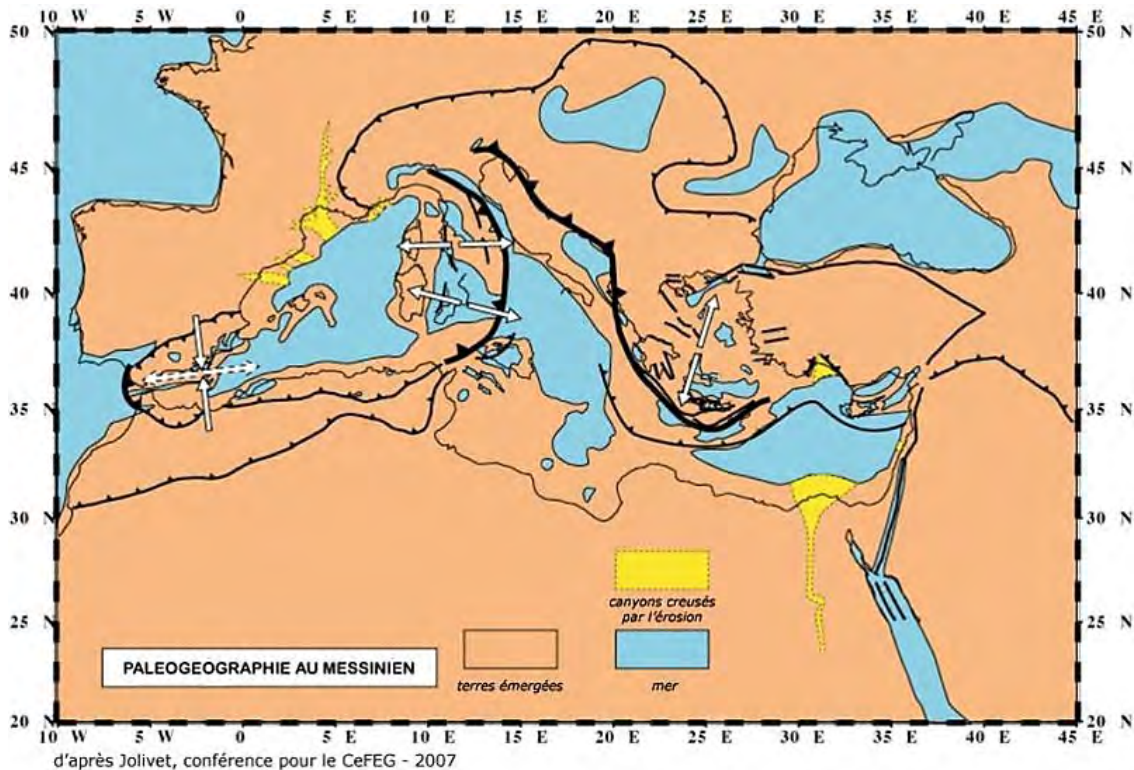 10 W 5 W 0 5 E 10 E 15 E 20 E 25 E 30 E 35 E 40 E 45 E
50 N 50 N
45 N 45 N
40 N 40 N
35 N 35 N
30 N 30 N
25 N 25 N
20 N 20 N
canyons creusés
par l'érosion
PALEOGEOGRAPHIE AU MESSINIEN
terres émergées
mer
10 W 5 W 0 5 E 10 E 15 E 20 E 25 E 30 E 35 E 40 E 45 E
d'après Jolivet, conférence pour le CeFEG - 2007